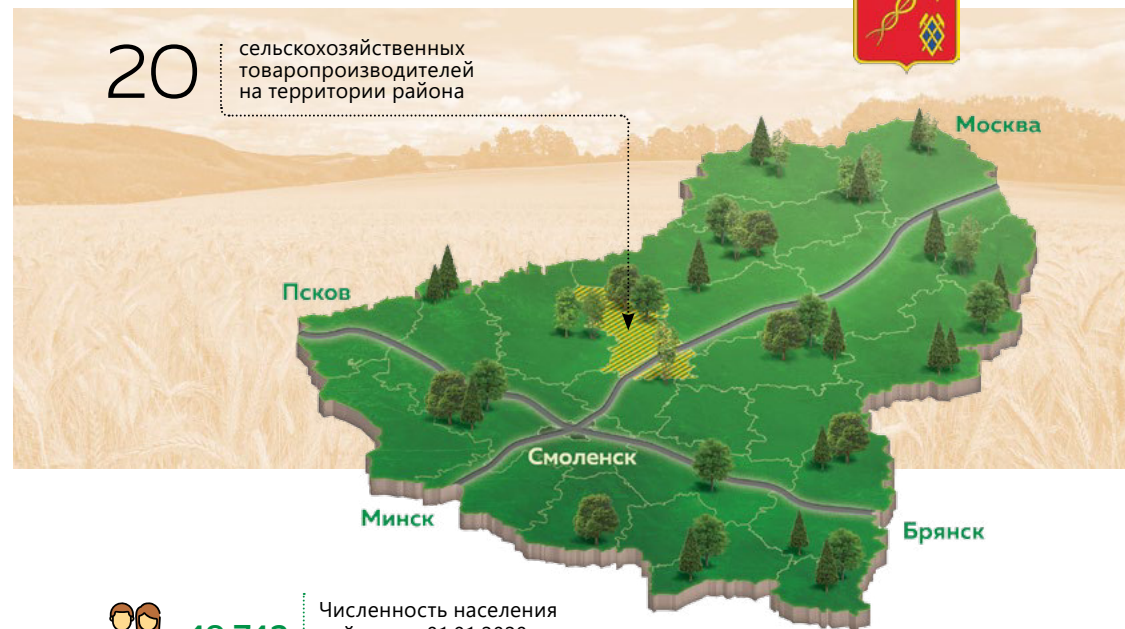 20
сельскохозяйственных
товаропроизводителей
на территории района
Москва
Псков
Смоленск
Минск
Брянск
Численность населения